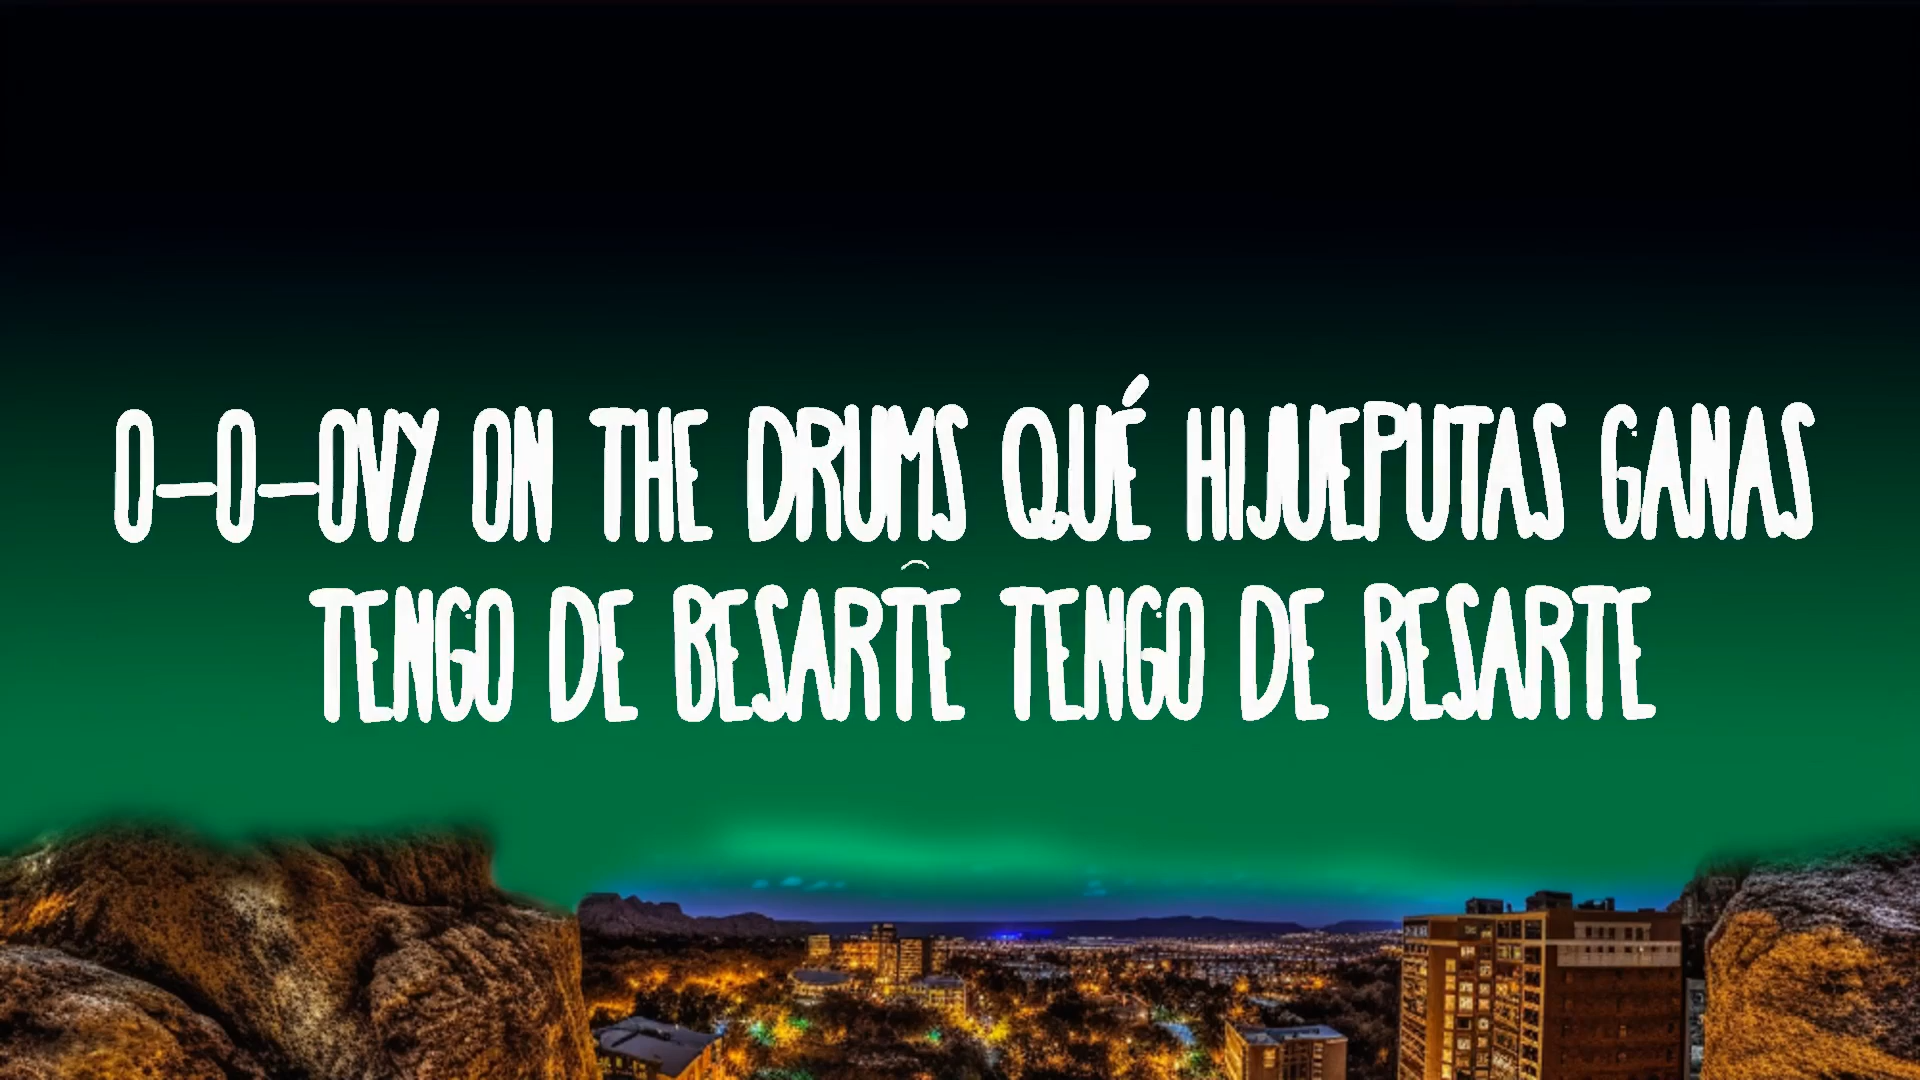 O-O-OVY ON THE DRUMS QUÉ HIJUEPUTAS GANAS
TENGO DE BESARTE TENGO DE BESARTE